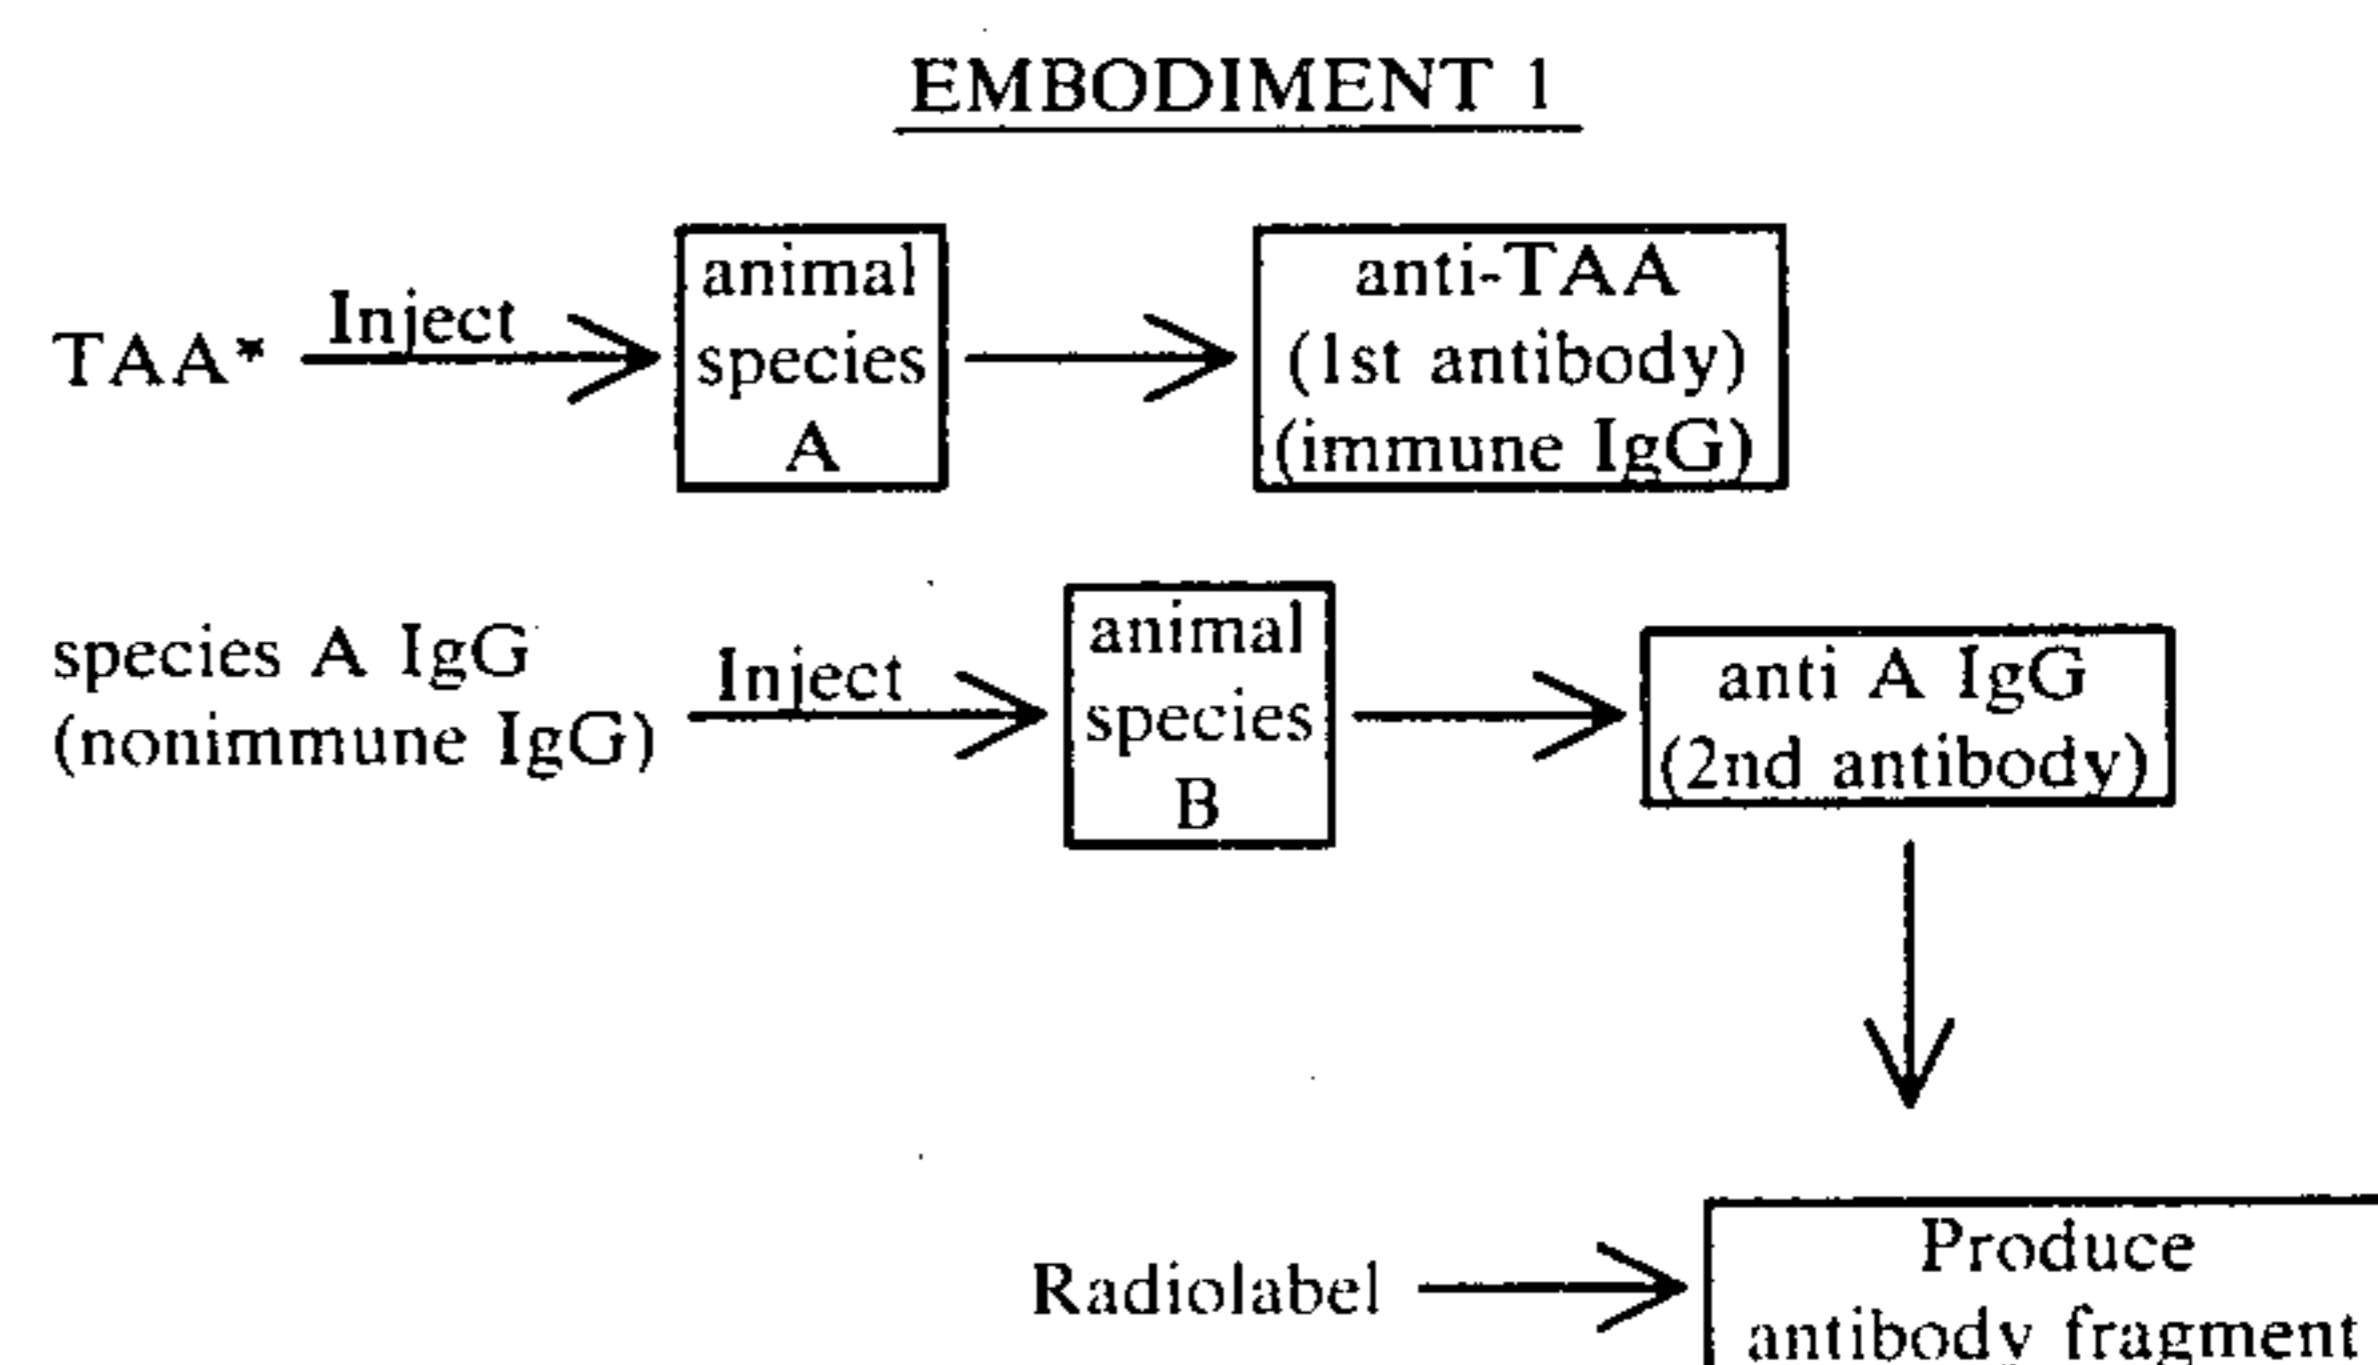 EMBODIMENT 1
TAA*
Inject
animal
species
A
anti-TAA
(1st antibody)
(immune IgG)
species A IgG
(nonimmune IgG)
Inject
animal
species
B
anti A IgG
(2nd antibody)
Radiolabel
Produce
antibody fragment